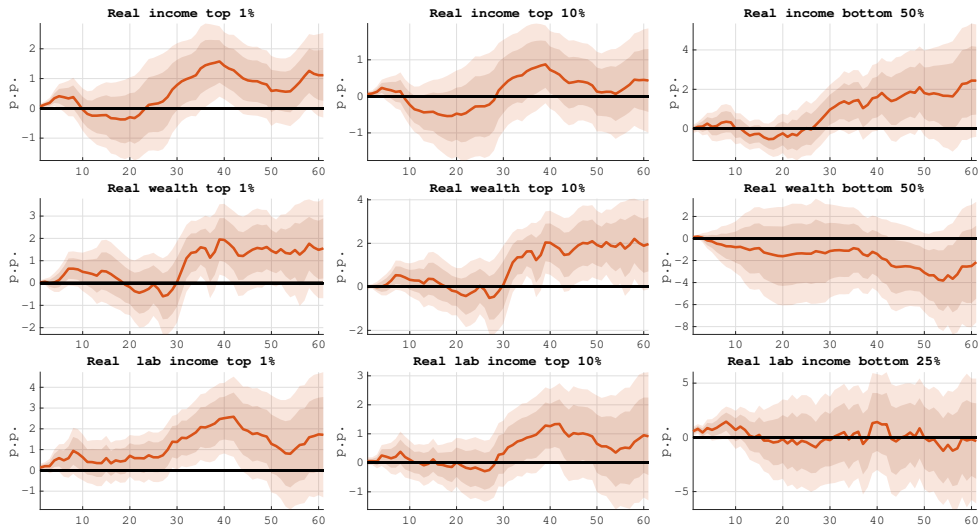 Real income top 1%
Real income top 10%
Real income bottom 50%
p.p.
2
1
0
−1
10 20 30 40 50 60
p.p.
1
0
−1
10 20 30 40 50 60
p.p.
4
2
0
10 20 30 40 50 60
Real wealth top 1%
Real wealth top 10%
Real wealth bottom 50%
p.p.
3
2
1
0
−1
−2
10 20 30 40 50 60
p.p.
4
2
0
−2
10 20 30 40 50 60
p.p.
2
0
−2
−4
−6
−8
10 20 30 40 50 60
Real lab income top 1%
Real lab income top 10%
Real lab income bottom 25%
p.p.
4
3
2
1
0
−1
10 20 30 40 50 60
p.p.
3
2
1
0
−1
10 20 30 40 50 60
p.p.
5
0
−5
10 20 30 40 50 60